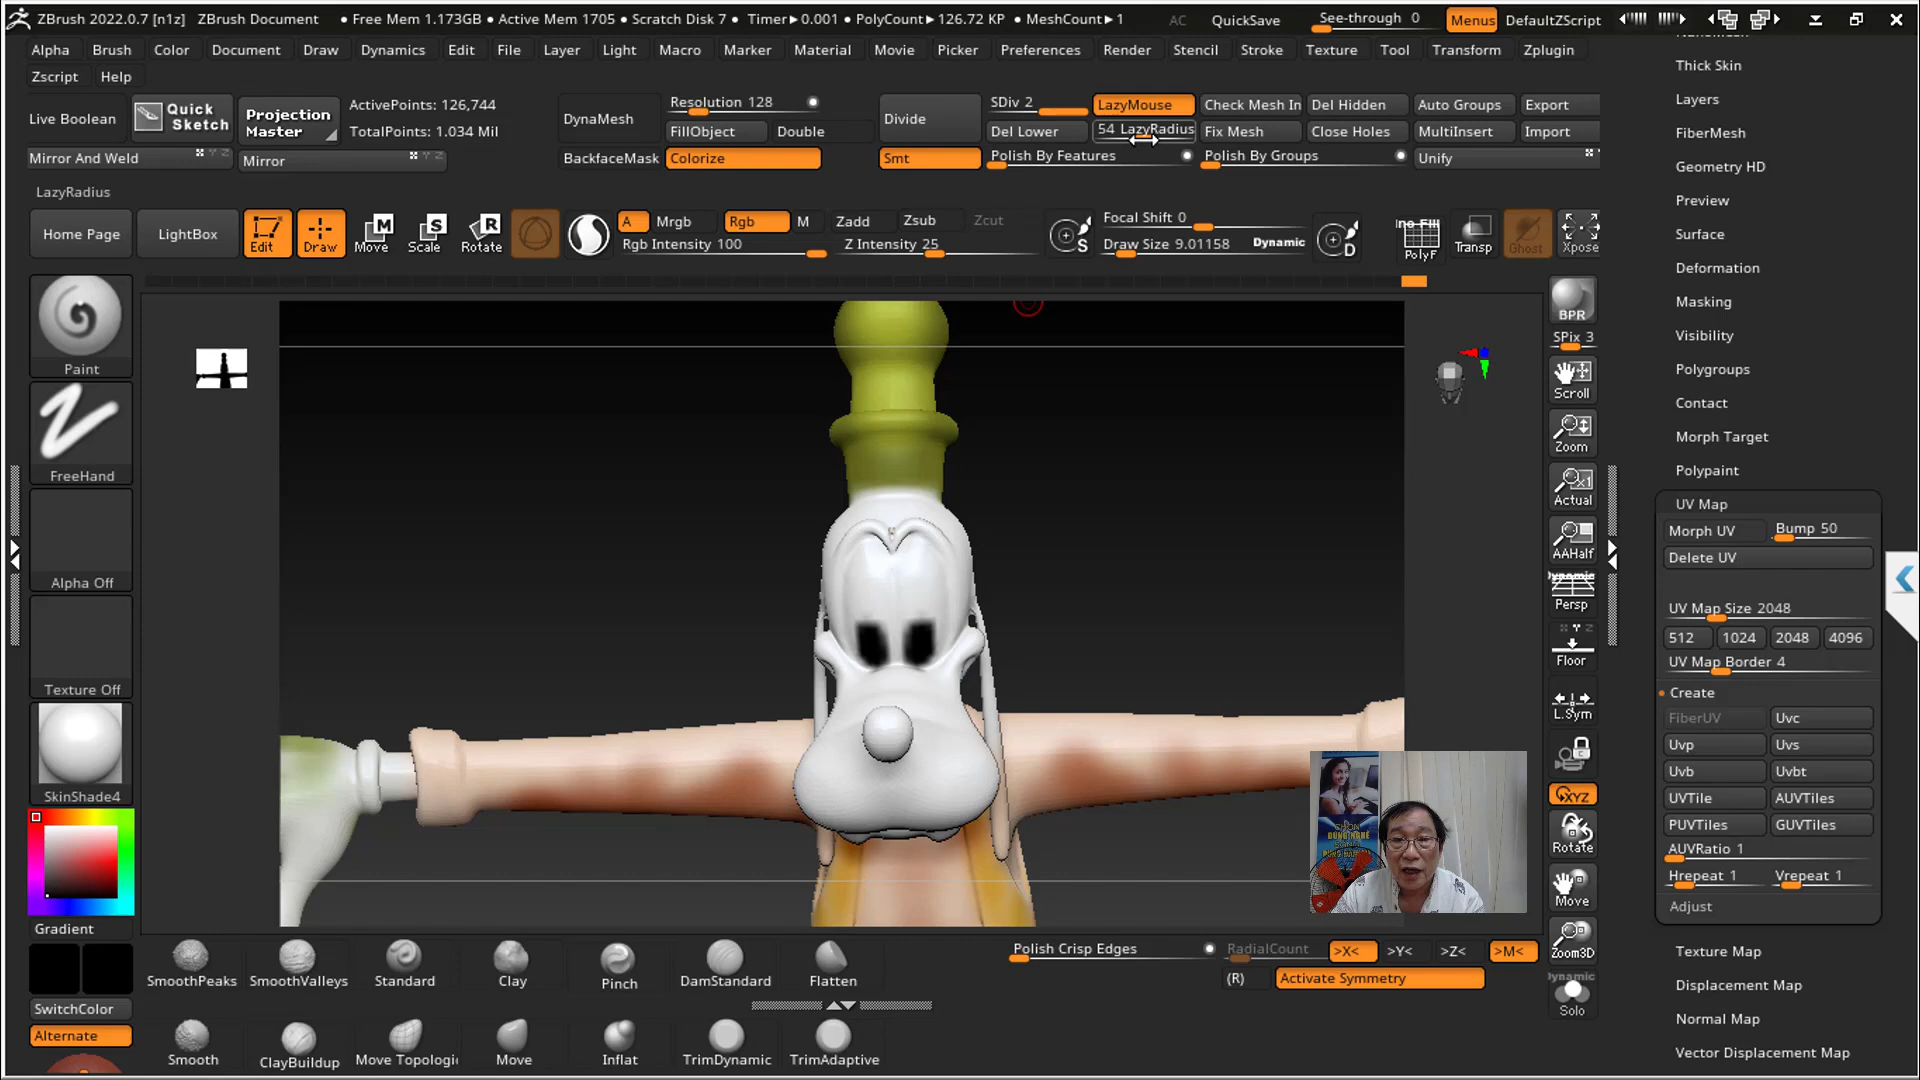 ZBrush 2022.0.7 [n1z] ZBrush Document • Free Mem 1.173GB • Active Mem 1705 • Scratch Disk 7 • Timer▶0.001 • PolyCount▶126.72 KP • MeshCount▶1 AC QuickSave See-through 0 Menus DefaultZScript
Alpha Brush Color Document Draw Dynamics Edit File Layer Light Macro Marker Material Movie Picker Preferences Render Stencil Stroke Texture Tool Transform Zplugin
Zscript Help
Live Boolean Quick Sketch Projection Master ActivePoints: 126,744 DynaMesh Resolution 128 Divide SDiv 2 LazyMouse Check Mesh In Del Hidden Auto Groups Export
TotalPoints: 1.034 Mil FillObject Double Del Lower 54 LazyRadius Fix Mesh Close Holes MultiInsert Import
Mirror And Weld Mirror BackfaceMask Colorize Smt Polish By Features Polish By Groups Unify
LazyRadius
Home Page LightBox Edit Draw Move Scale Rotate A Mrgb Rgb M Zadd Zsub Zcut Focal Shift 0 PolyF Transp Ghost Xpose
M S R Rgb Intensity 100 Z Intensity 25 S Draw Size 9.01158 Dynamic D
Paint
FreeHand
Alpha Off
Texture Off
SkinShade4
Gradient
SwitchColor
Alternate
BPR
SPix 3
Scroll
Zoom
Actual
AAHalf
Dynamic
Persp
Floor
L.Sym
XYZ
Rotate
Move
Zoom3D
Dynamic
Solo
Thick Skin
Layers
FiberMesh
Geometry HD
Preview
Surface
Deformation
Masking
Visibility
Polygroups
Contact
Morph Target
Polypaint
UV Map
Morph UV Bump 50
Delete UV
UV Map Size 2048
512 1024 2048 4096
UV Map Border 4
Create
FiberUV Uvc
Uvp Uvs
Uvb Uvbt
UVTile AUVTiles
PUVTiles GUVTiles
AUVRatio 1
Hrepeat 1 Vrepeat 1
Adjust
Texture Map
Displacement Map
Normal Map
Vector Displacement Map
SmoothPeaks SmoothValleys Standard Clay Pinch DamStandard Flatten
Polish Crisp Edges RadialCount >X< >Y< >Z< >M<
(R) Activate Symmetry
Smooth ClayBuildup Move Topologic Move Inflat TrimDynamic TrimAdaptive